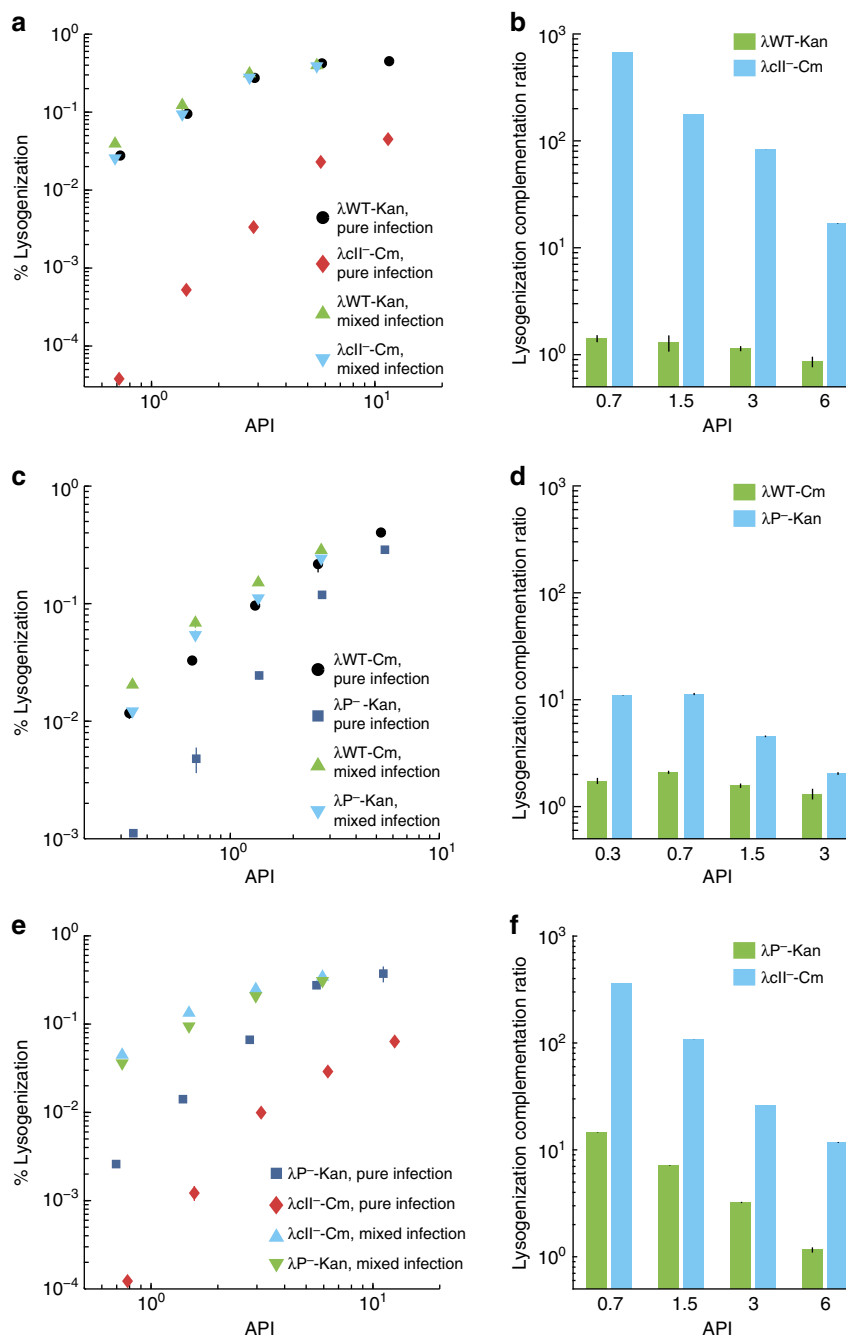 a
10^0
10^-1
10^-2
10^-3
10^-4
% Lysogenization
λWT-Kan,
pure infection
λcII–-Cm,
pure infection
λWT-Kan,
mixed infection
λcII–-Cm,
mixed infection
10^0
10^1
API
b
10^3
10^2
10^1
10^0
Lysogenization complementation ratio
λWT-Kan
λcII–-Cm
0.7
1.5
3
6
API
c
10^0
10^-1
10^-2
10^-3
% Lysogenization
λWT-Cm,
pure infection
λP–-Kan,
pure infection
λWT-Cm,
mixed infection
λP–-Kan,
mixed infection
10^0
10^1
API
d
10^3
10^2
10^1
10^0
Lysogenization complementation ratio
λWT-Cm
λP–-Kan
0.3
0.7
1.5
3
API
e
10^0
10^-1
10^-2
10^-3
10^-4
% Lysogenization
λP–-Kan, pure infection
λcII–-Cm, pure infection
λcII–-Cm, mixed infection
λP–-Kan, mixed infection
10^0
10^1
API
f
10^3
10^2
10^1
10^0
Lysogenization complementation ratio
λP–-Kan
λcII–-Cm
0.7
1.5
3
6
API